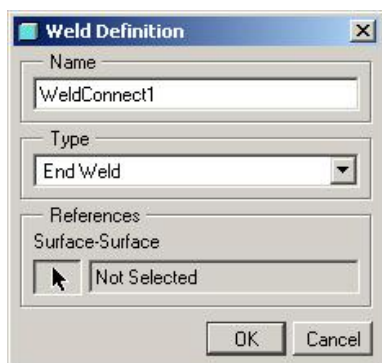 Weld Definition
Name
WeldConnect1
Type
End Weld
References
Surface-Surface
Not Selected
OK Cancel